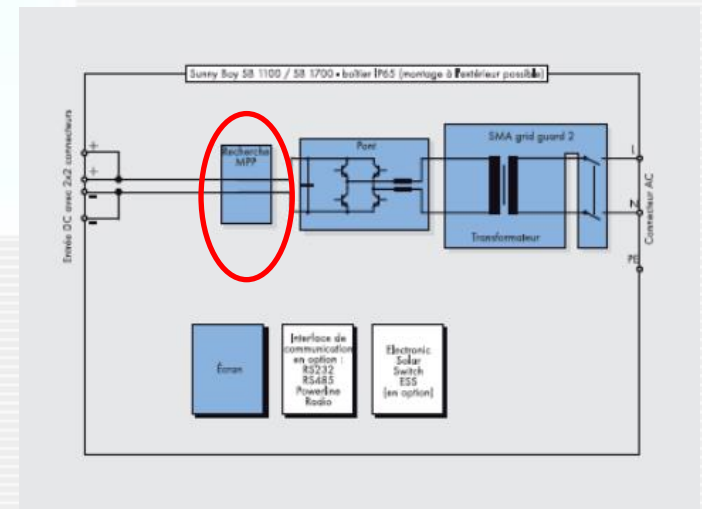 Sunny Boy SB 1100 / SB 1700 • boîtier IP65 (montage à l'extérieur possible)
Entrée DC avec 2x2 connecteurs
+
+
-
-
Recherche
MPP
Pont
SMA grid guard 2
Transformateur
L
N
PE
Connecteur AC
Écran
Interface de
communication
en option :
RS232
RS485
Powerline
Radio
Electronic
Solar
Switch
ESS
(en option)